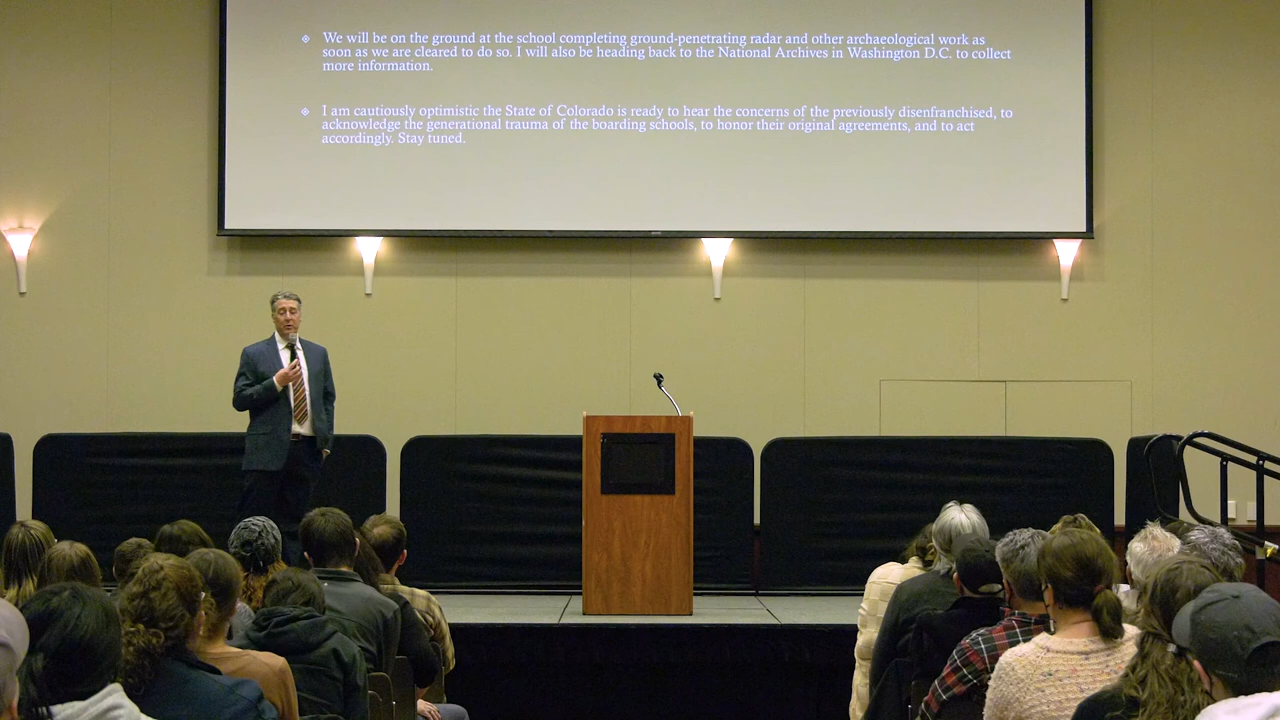 We will be on the ground at the school completing ground-penetrating radar and other archaeological work as
soon as we are cleared to do so. I will also be heading back to the National Archives in Washington D.C. to collect
more information.
I am cautiously optimistic the State of Colorado is ready to hear the concerns of the previously disenfranchised, to
acknowledge the generational trauma of the boarding schools, to honor their original agreements, and to act
accordingly. Stay tuned.